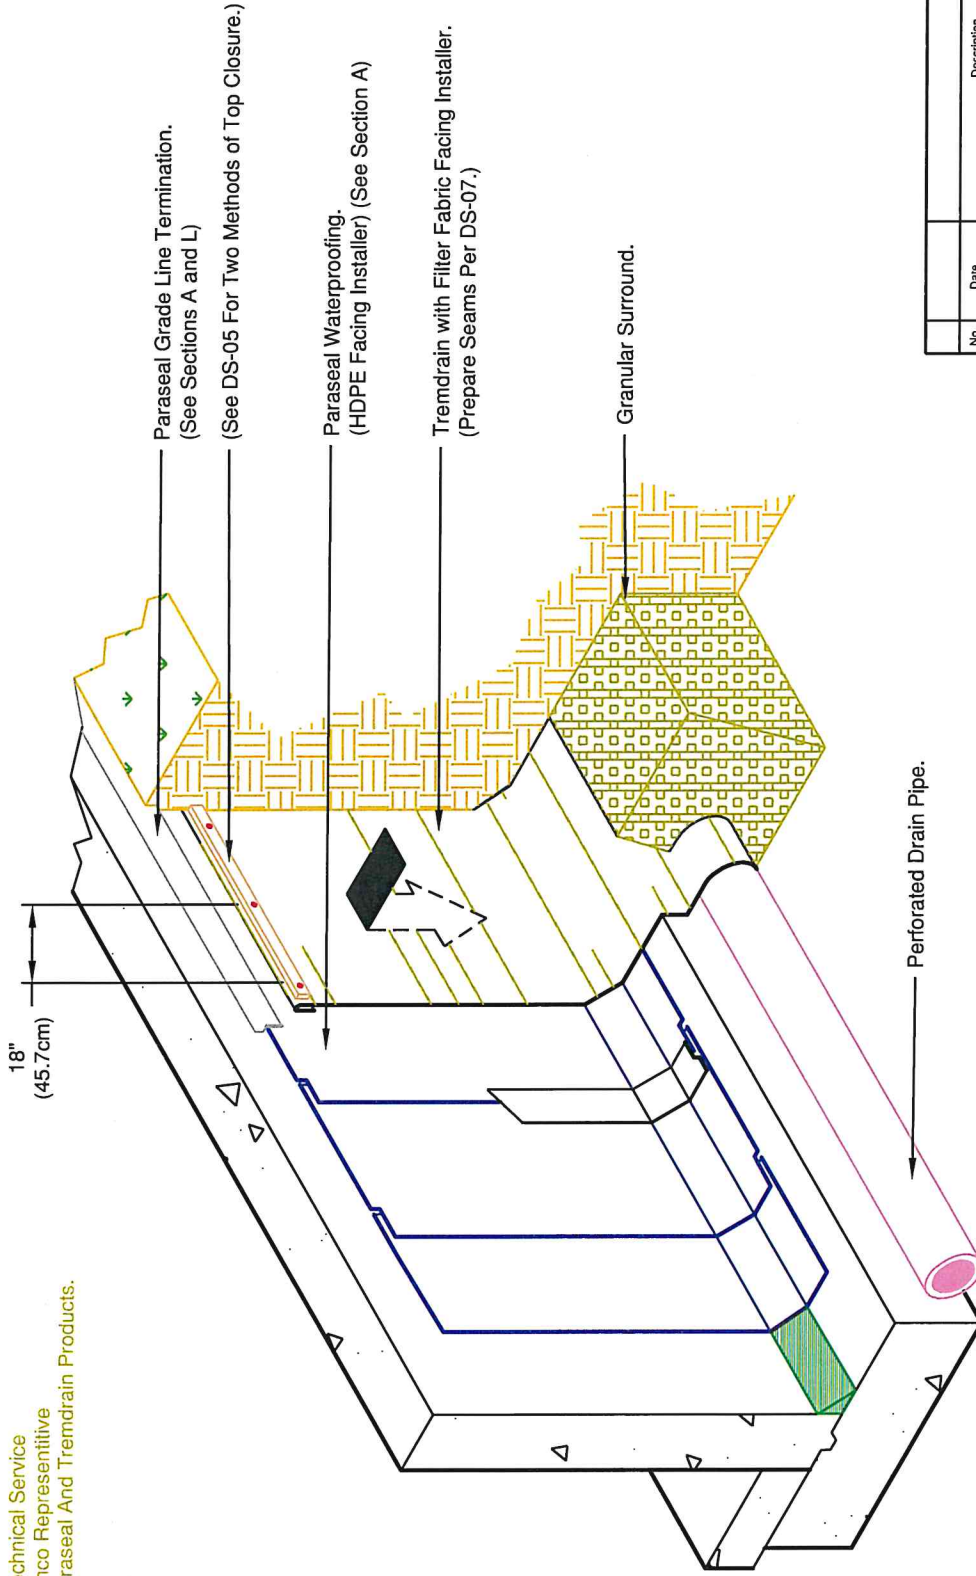 chnical Service
nco Representitive
raseal And Tremdrain Products.
18"
(45.7cm)
Paraseal Grade Line Termination.
(See Sections A and L)
(See DS-05 For Two Methods of Top Closure.)
Paraseal Waterproofing.
(HDPE Facing Installer) (See Section A)
Tremdrain with Filter Fabric Facing Installer.
(Prepare Seams Per DS-07.)
Granular Surround.
Perforated Drain Pipe.
No. Date Description